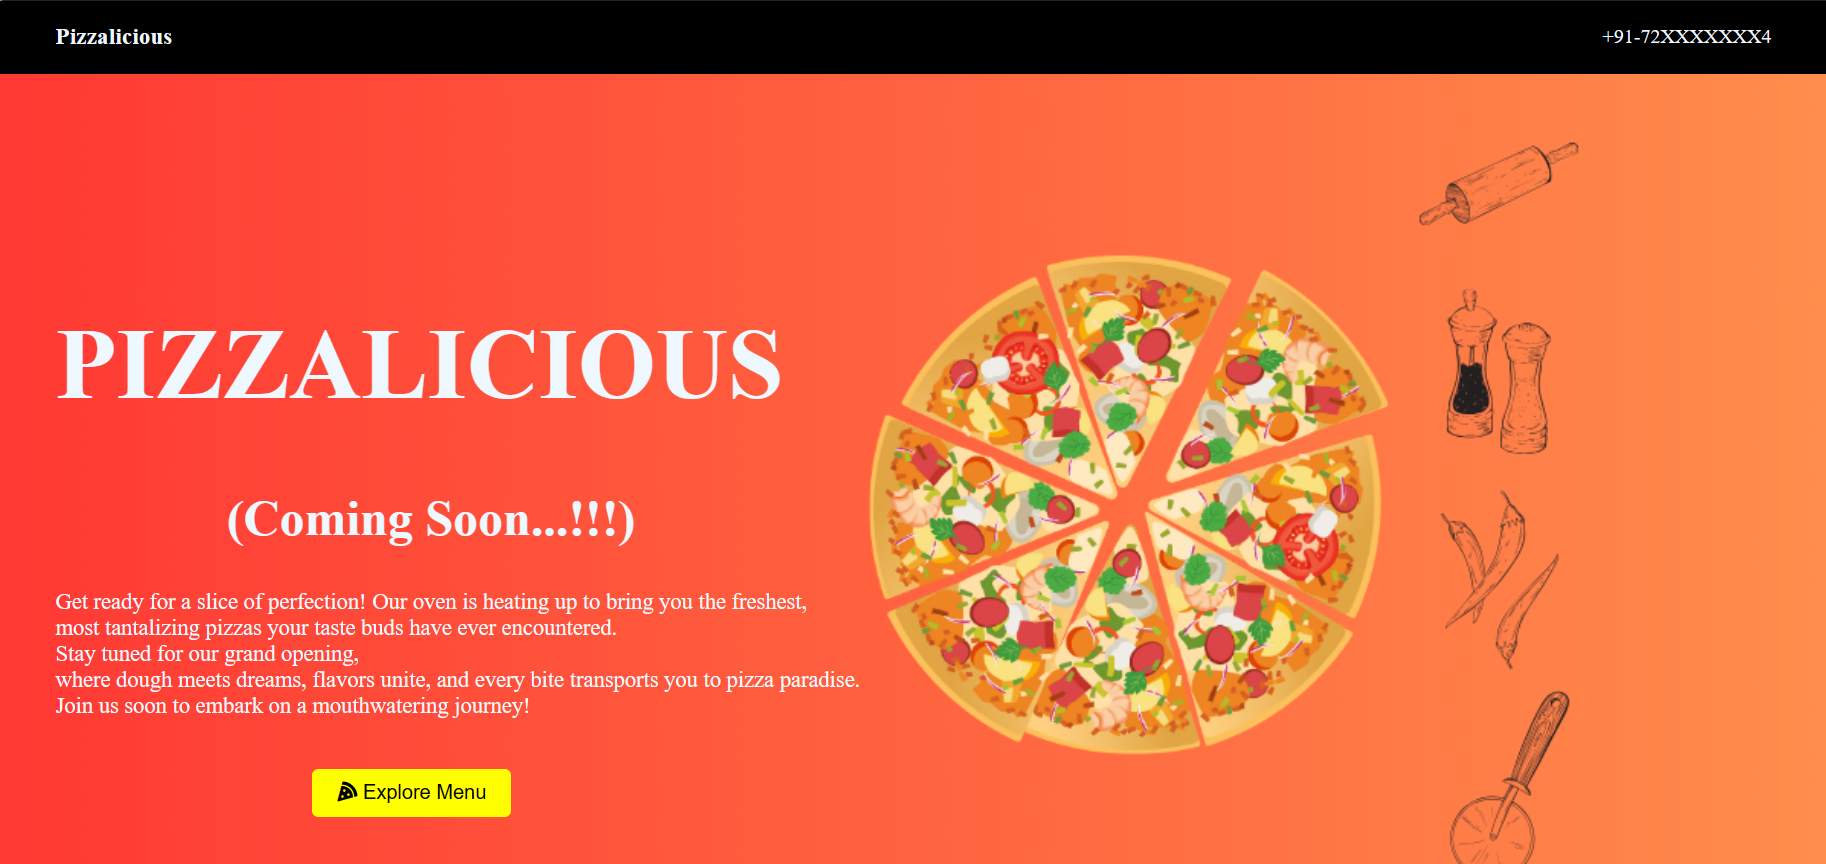 Pizzalicious
+91-72XXXXXXX4
PIZZALICIOUS
(Coming Soon...!!!)
Get ready for a slice of perfection! Our oven is heating up to bring you the freshest,
most tantalizing pizzas your taste buds have ever encountered.
Stay tuned for our grand opening,
where dough meets dreams, flavors unite, and every bite transports you to pizza paradise.
Join us soon to embark on a mouthwatering journey!
Explore Menu